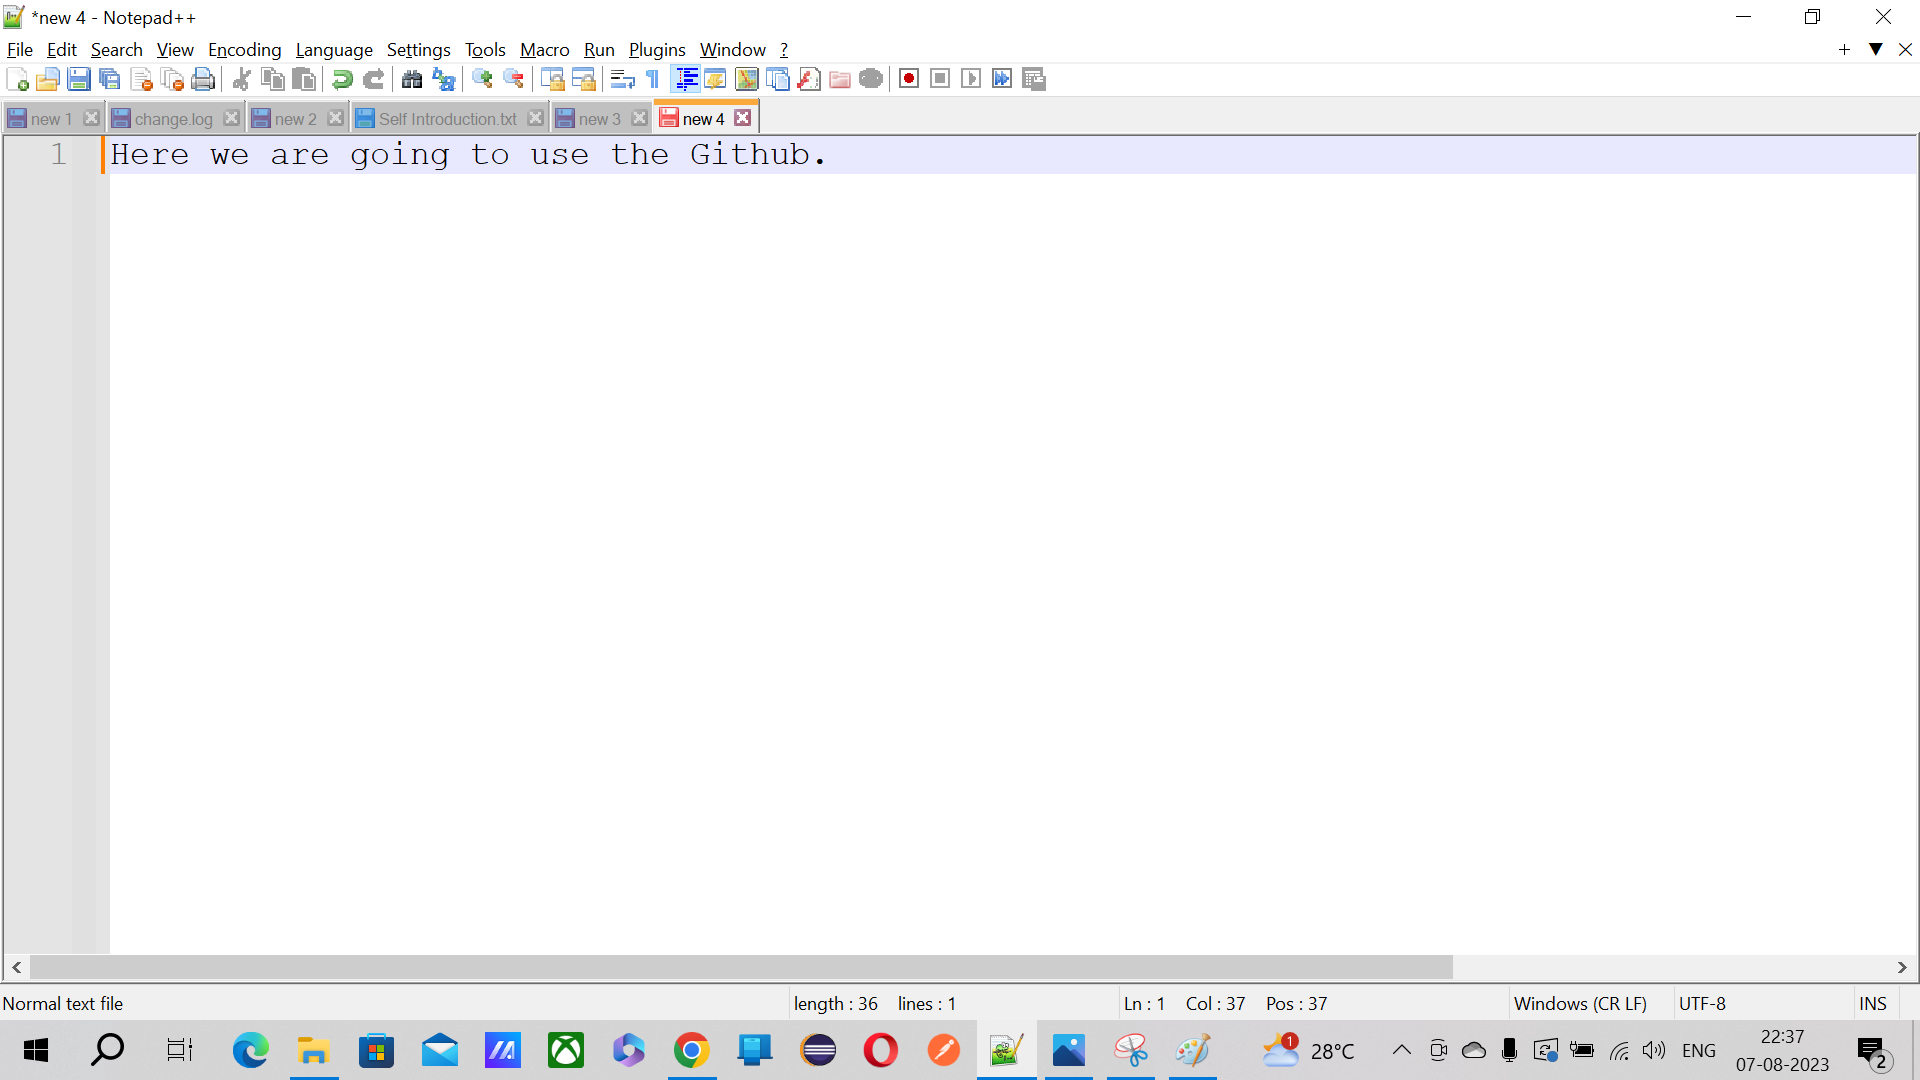 *new 4 - Notepad++
File Edit Search View Encoding Language Settings Tools Macro Run Plugins Window ?
new 1 change.log new 2 Self Introduction.txt new 3 new 4
1 Here we are going to use the Github.
Normal text file length : 36 lines : 1 Ln : 1 Col : 37 Pos : 37 Windows (CR LF) UTF-8 INS
1 28°C ENG 22:37
07-08-2023 2